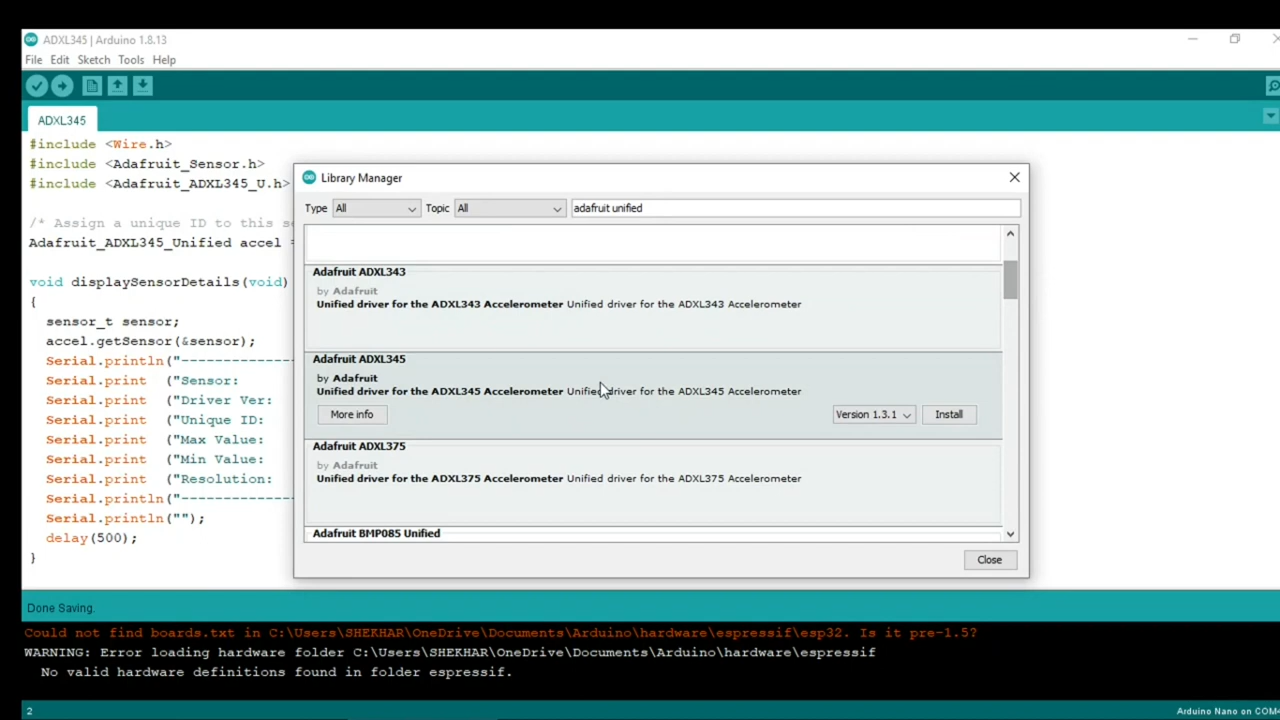 ADXL345 | Arduino 1.8.13
File Edit Sketch Tools Help
ADXL345
#include <Wire.h>
#include <Adafruit_Sensor.h>
#include <Adafruit_ADXL345_U.h>
/* Assign a unique ID to this s
Adafruit_ADXL345_Unified accel =
void displaySensorDetails(void)
{
sensor_t sensor;
accel.getSensor(&sensor);
Serial.println("-------------
Serial.print ("Sensor:
Serial.print ("Driver Ver:
Serial.print ("Unique ID:
Serial.print ("Max Value:
Serial.print ("Min Value:
Serial.print ("Resolution:
Serial.println("-------------
Serial.println("");
delay(500);
}
Library Manager
Type All Topic All adafruit unified
Adafruit ADXL343
by Adafruit
Unified driver for the ADXL343 Accelerometer Unified driver for the ADXL343 Accelerometer
Adafruit ADXL345
by Adafruit
Unified driver for the ADXL345 Accelerometer Unified driver for the ADXL345 Accelerometer
More info Version 1.3.1 Install
Adafruit ADXL375
by Adafruit
Unified driver for the ADXL375 Accelerometer Unified driver for the ADXL375 Accelerometer
Adafruit BMP085 Unified
Close
Done Saving.
Could not find boards.txt in C:\Users\SHEKHAR\OneDrive\Documents\Arduino\hardware\espressif\esp32. Is it pre-1.5?
WARNING: Error loading hardware folder C:\Users\SHEKHAR\OneDrive\Documents\Arduino\hardware\espressif
No valid hardware definitions found in folder espressif.
2 Arduino Nano on COM4